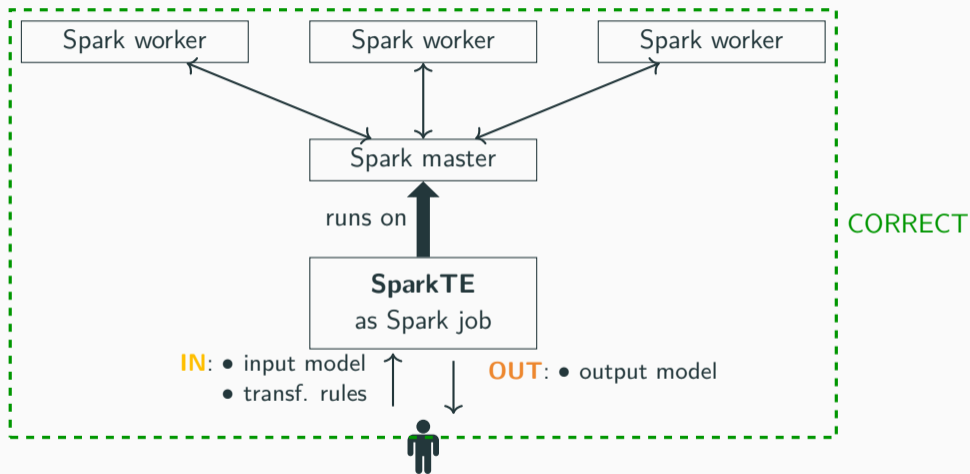 Spark worker
Spark worker
Spark worker
Spark master
runs on
CORRECT
SparkTE
as Spark job
IN: • input model
• transf. rules
OUT: • output model